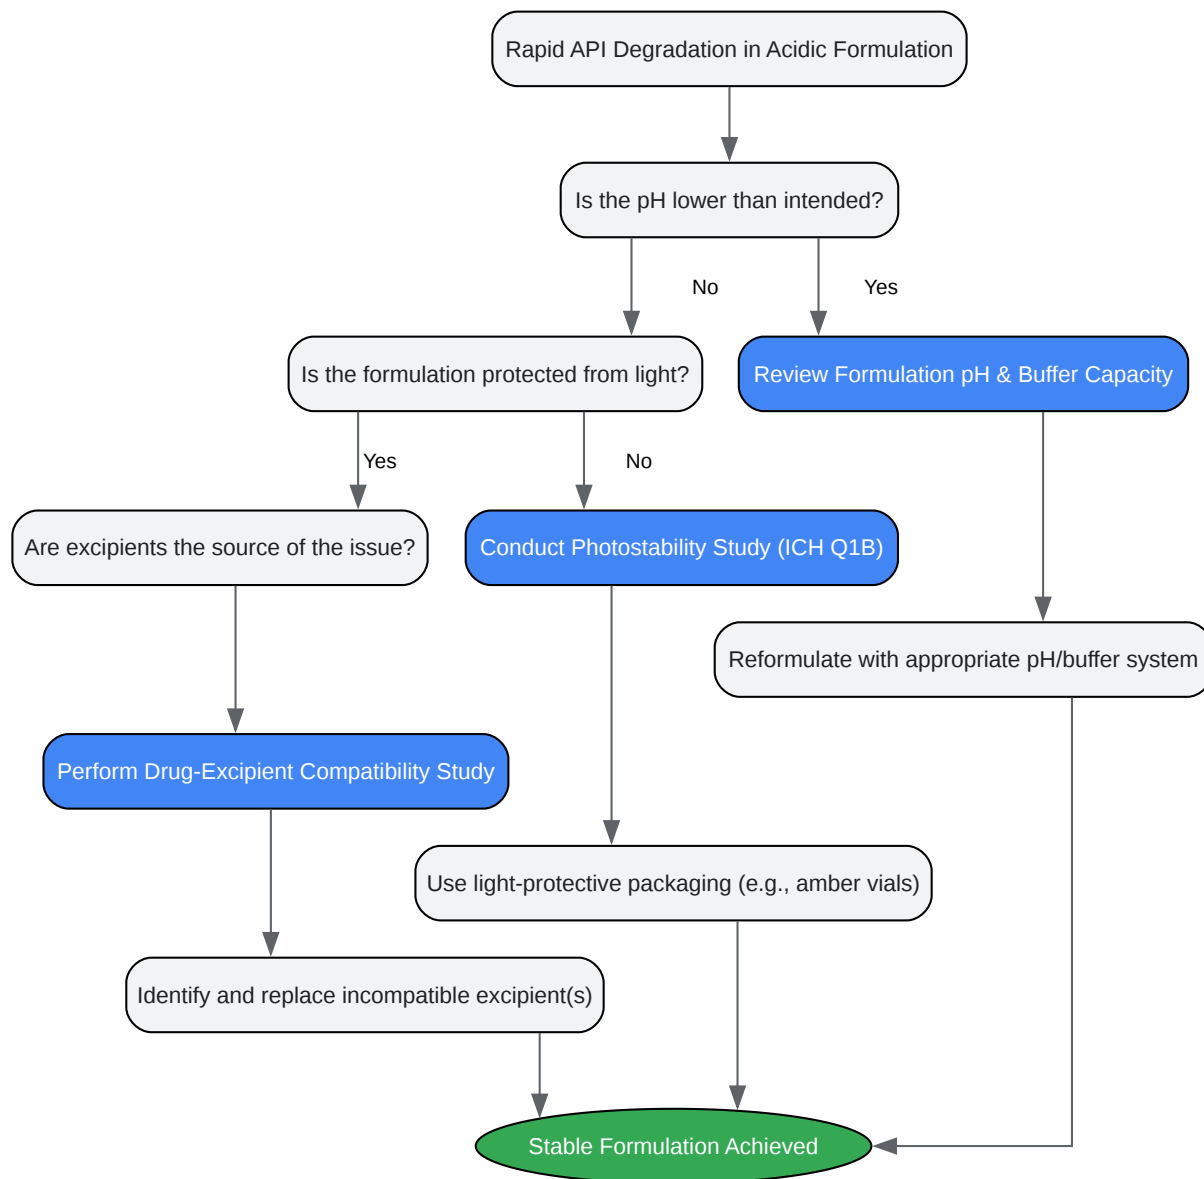 Rapid API Degradation in Acidic Formulation
Is the pH lower than intended?
No
Yes
Is the formulation protected from light?
Review Formulation pH & Buffer Capacity
Yes
No
Are excipients the source of the issue?
Conduct Photostability Study (ICH Q1B)
Reformulate with appropriate pH/buffer system
Perform Drug-Excipient Compatibility Study
Use light-protective packaging (e.g., amber vials)
Identify and replace incompatible excipient(s)
Stable Formulation Achieved